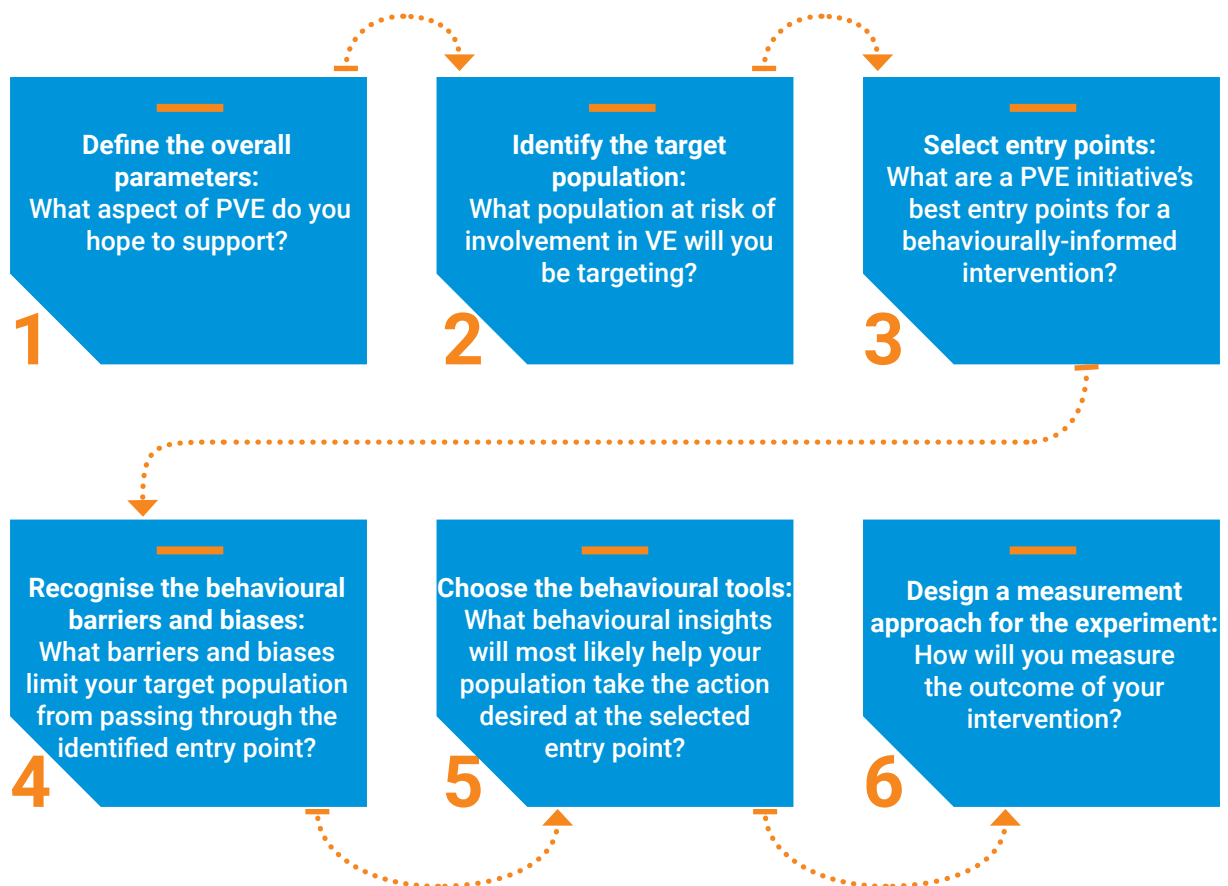 Define the overall
parameters:
What aspect of PVE do you
hope to support?
1
Identify the target
population:
What population at risk of
involvement in VE will you
be targeting?
2
Select entry points:
What are a PVE initiative’s
best entry points for a
behaviourally-informed
intervention?
3
Recognise the behavioural
barriers and biases:
What barriers and biases
limit your target population
from passing through the
identified entry point?
4
Choose the behavioural tools:
What behavioural insights
will most likely help your
population take the action
desired at the selected
entry point?
5
Design a measurement
approach for the experiment:
How will you measure
the outcome of your
intervention?
6